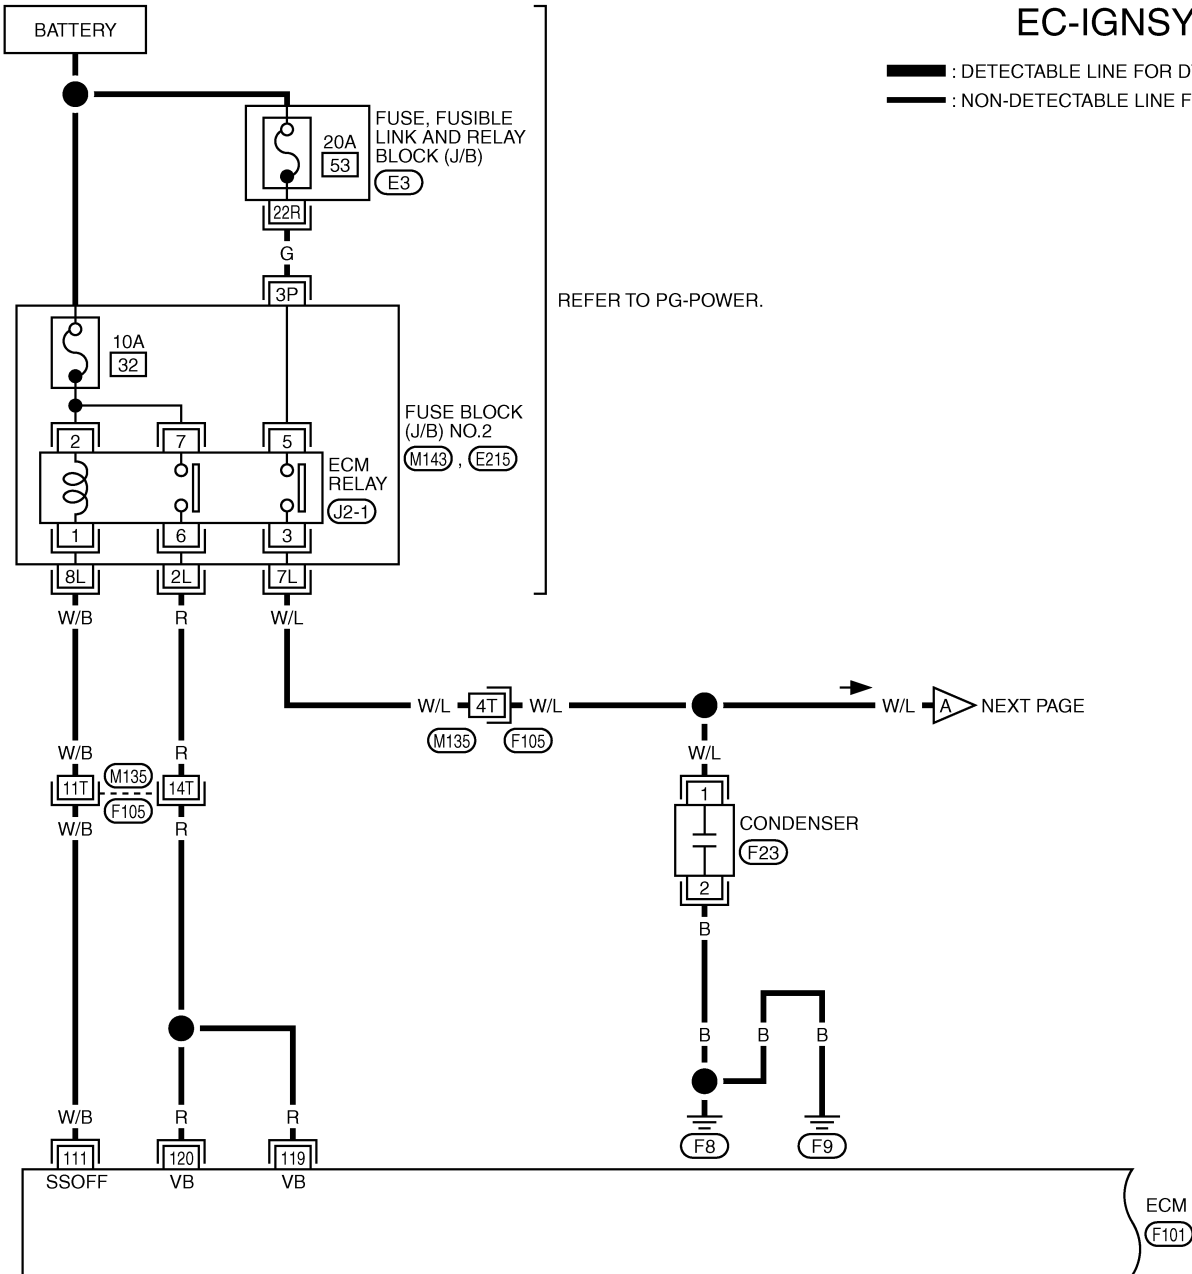 BATTERY
EC-IGNSY
: DETECTABLE LINE FOR D
: NON-DETECTABLE LINE F
FUSE, FUSIBLE
LINK AND RELAY
BLOCK (J/B)
E3
20A
53
22R
G
3P
REFER TO PG-POWER.
10A
32
FUSE BLOCK
(J/B) NO.2
M143 , E215
2
7
5
ECM
RELAY
J2-1
1
6
3
8L
2L
7L
W/B
R
W/L
W/L
4T
W/L
W/L
A
NEXT PAGE
M135
F105
W/B
R
W/L
11T
M135
14T
F105
W/B
R
1
CONDENSER
F23
2
B
B
B
B
W/B
R
R
F8
F9
111
120
119
SSOFF
VB
VB
ECM
F101